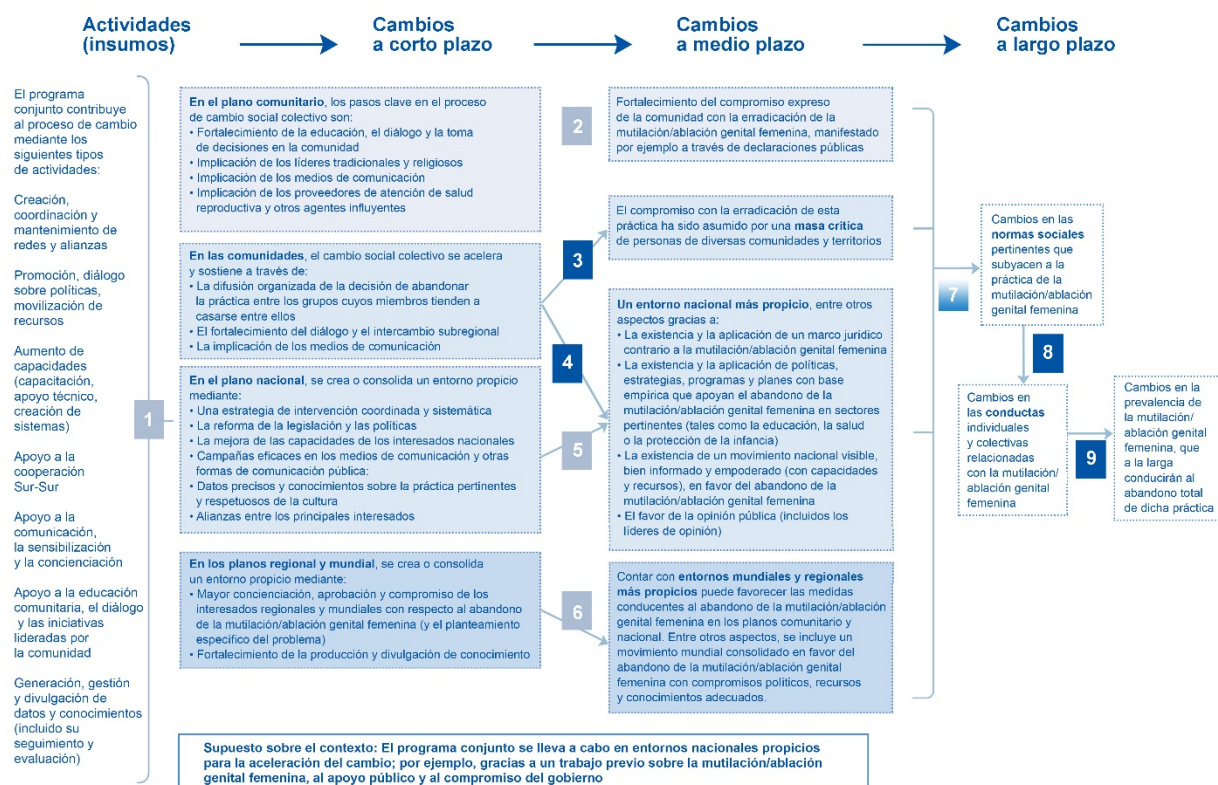 Actividades
(insumos)
Cambios
a corto plazo
Cambios
a medio plazo
Cambios
a largo plazo
El programa
conjunto contribuye
al proceso de cambio
mediante los
siguientes tipos
de actividades:
Creación,
coordinación y
mantenimiento de
redes y alianzas
Promoción, diálogo
sobre políticas,
movilización de
recursos
Aumento de
capacidades
(capacitación,
apoyo técnico,
creación de
sistemas)
Apoyo a la
cooperación
Sur-Sur
Apoyo a la
comunicación,
la sensibilización
y la concienciación
Apoyo a la educación
comunitaria, el diálogo
y las iniciativas
lideradas por
la comunidad
Generación, gestión
y divulgación de
datos y conocimientos
(incluido su
seguimiento y
evaluación)
1
En el plano comunitario, los pasos clave en el proceso
de cambio social colectivo son:
• Fortalecimiento de la educación, el diálogo y la toma
de decisiones en la comunidad
• Implicación de los líderes tradicionales y religiosos
• Implicación de los medios de comunicación
• Implicación de los proveedores de atención de salud
reproductiva y otros agentes influyentes
En las comunidades, el cambio social colectivo se acelera
y sostiene a través de:
• La difusión organizada de la decisión de abandonar
la práctica entre los grupos cuyos miembros tienden a
casarse entre ellos
• El fortalecimiento del diálogo y el intercambio subregional
• La implicación de los medios de comunicación
En el plano nacional, se crea o consolida un entorno propicio
mediante:
• Una estrategia de intervención coordinada y sistemática
• La reforma de la legislación y las políticas
• La mejora de las capacidades de los interesados nacionales
• Campañas eficaces en los medios de comunicación y otras
formas de comunicación pública:
• Datos precisos y conocimientos sobre la práctica pertinentes
y respetuosos de la cultura
• Alianzas entre los principales interesados
En los planos regional y mundial, se crea o consolida
un entorno propicio mediante:
• Mayor concienciación, aprobación y compromiso de los
interesados regionales y mundiales con respecto al abandono
de la mutilación/ablación genital femenina (y el planteamiento
específico del problema)
• Fortalecimiento de la producción y divulgación de conocimiento
2
3
4
5
6
Fortalecimiento del compromiso expreso
de la comunidad con la erradicación de la
mutilación/ablación genital femenina, manifestado
por ejemplo a través de declaraciones públicas
El compromiso con la erradicación de esta
práctica ha sido asumido por una masa crítica
de personas de diversas comunidades y territorios
Un entorno nacional más propicio, entre otros
aspectos gracias a:
• La existencia y la aplicación de un marco jurídico
contrario a la mutilación/ablación genital femenina
• La existencia y la aplicación de políticas,
estrategias, programas y planes con base
empírica que apoyan el abandono de la
mutilación/ablación genital femenina en sectores
pertinentes (tales como la educación, la salud
o la protección de la infancia)
• La existencia de un movimiento nacional visible,
bien informado y empoderado (con capacidades
y recursos), en favor del abandono de la
mutilación/ablación genital femenina
• El favor de la opinión pública (incluidos los
líderes de opinión)
Contar con entornos mundiales y regionales
más propicios puede favorecer las medidas
conducentes al abandono de la mutilación/ablación
genital femenina en los planos comunitario y
nacional. Entre otros aspectos, se incluye un
movimiento mundial consolidado en favor del
abandono de la mutilación/ablación genital
femenina con compromisos políticos, recursos
y conocimientos adecuados.
7
Cambios en las
normas sociales
pertinentes que
subyacen a la
práctica de la
mutilación/ablación
genital femenina
8
Cambios en
las conductas
individuales
y colectivas
relacionadas
con la mutilación/
ablación genital
femenina
9
Cambios en la
prevalencia de
la mutilación/
ablación genital
femenina, que
a la larga
conducirán al
abandono total
de dicha práctica
Supuesto sobre el contexto: El programa conjunto se lleva a cabo en entornos nacionales propicios
para la aceleración del cambio; por ejemplo, gracias a un trabajo previo sobre la mutilación/ablación
genital femenina, al apoyo público y al compromiso del gobierno